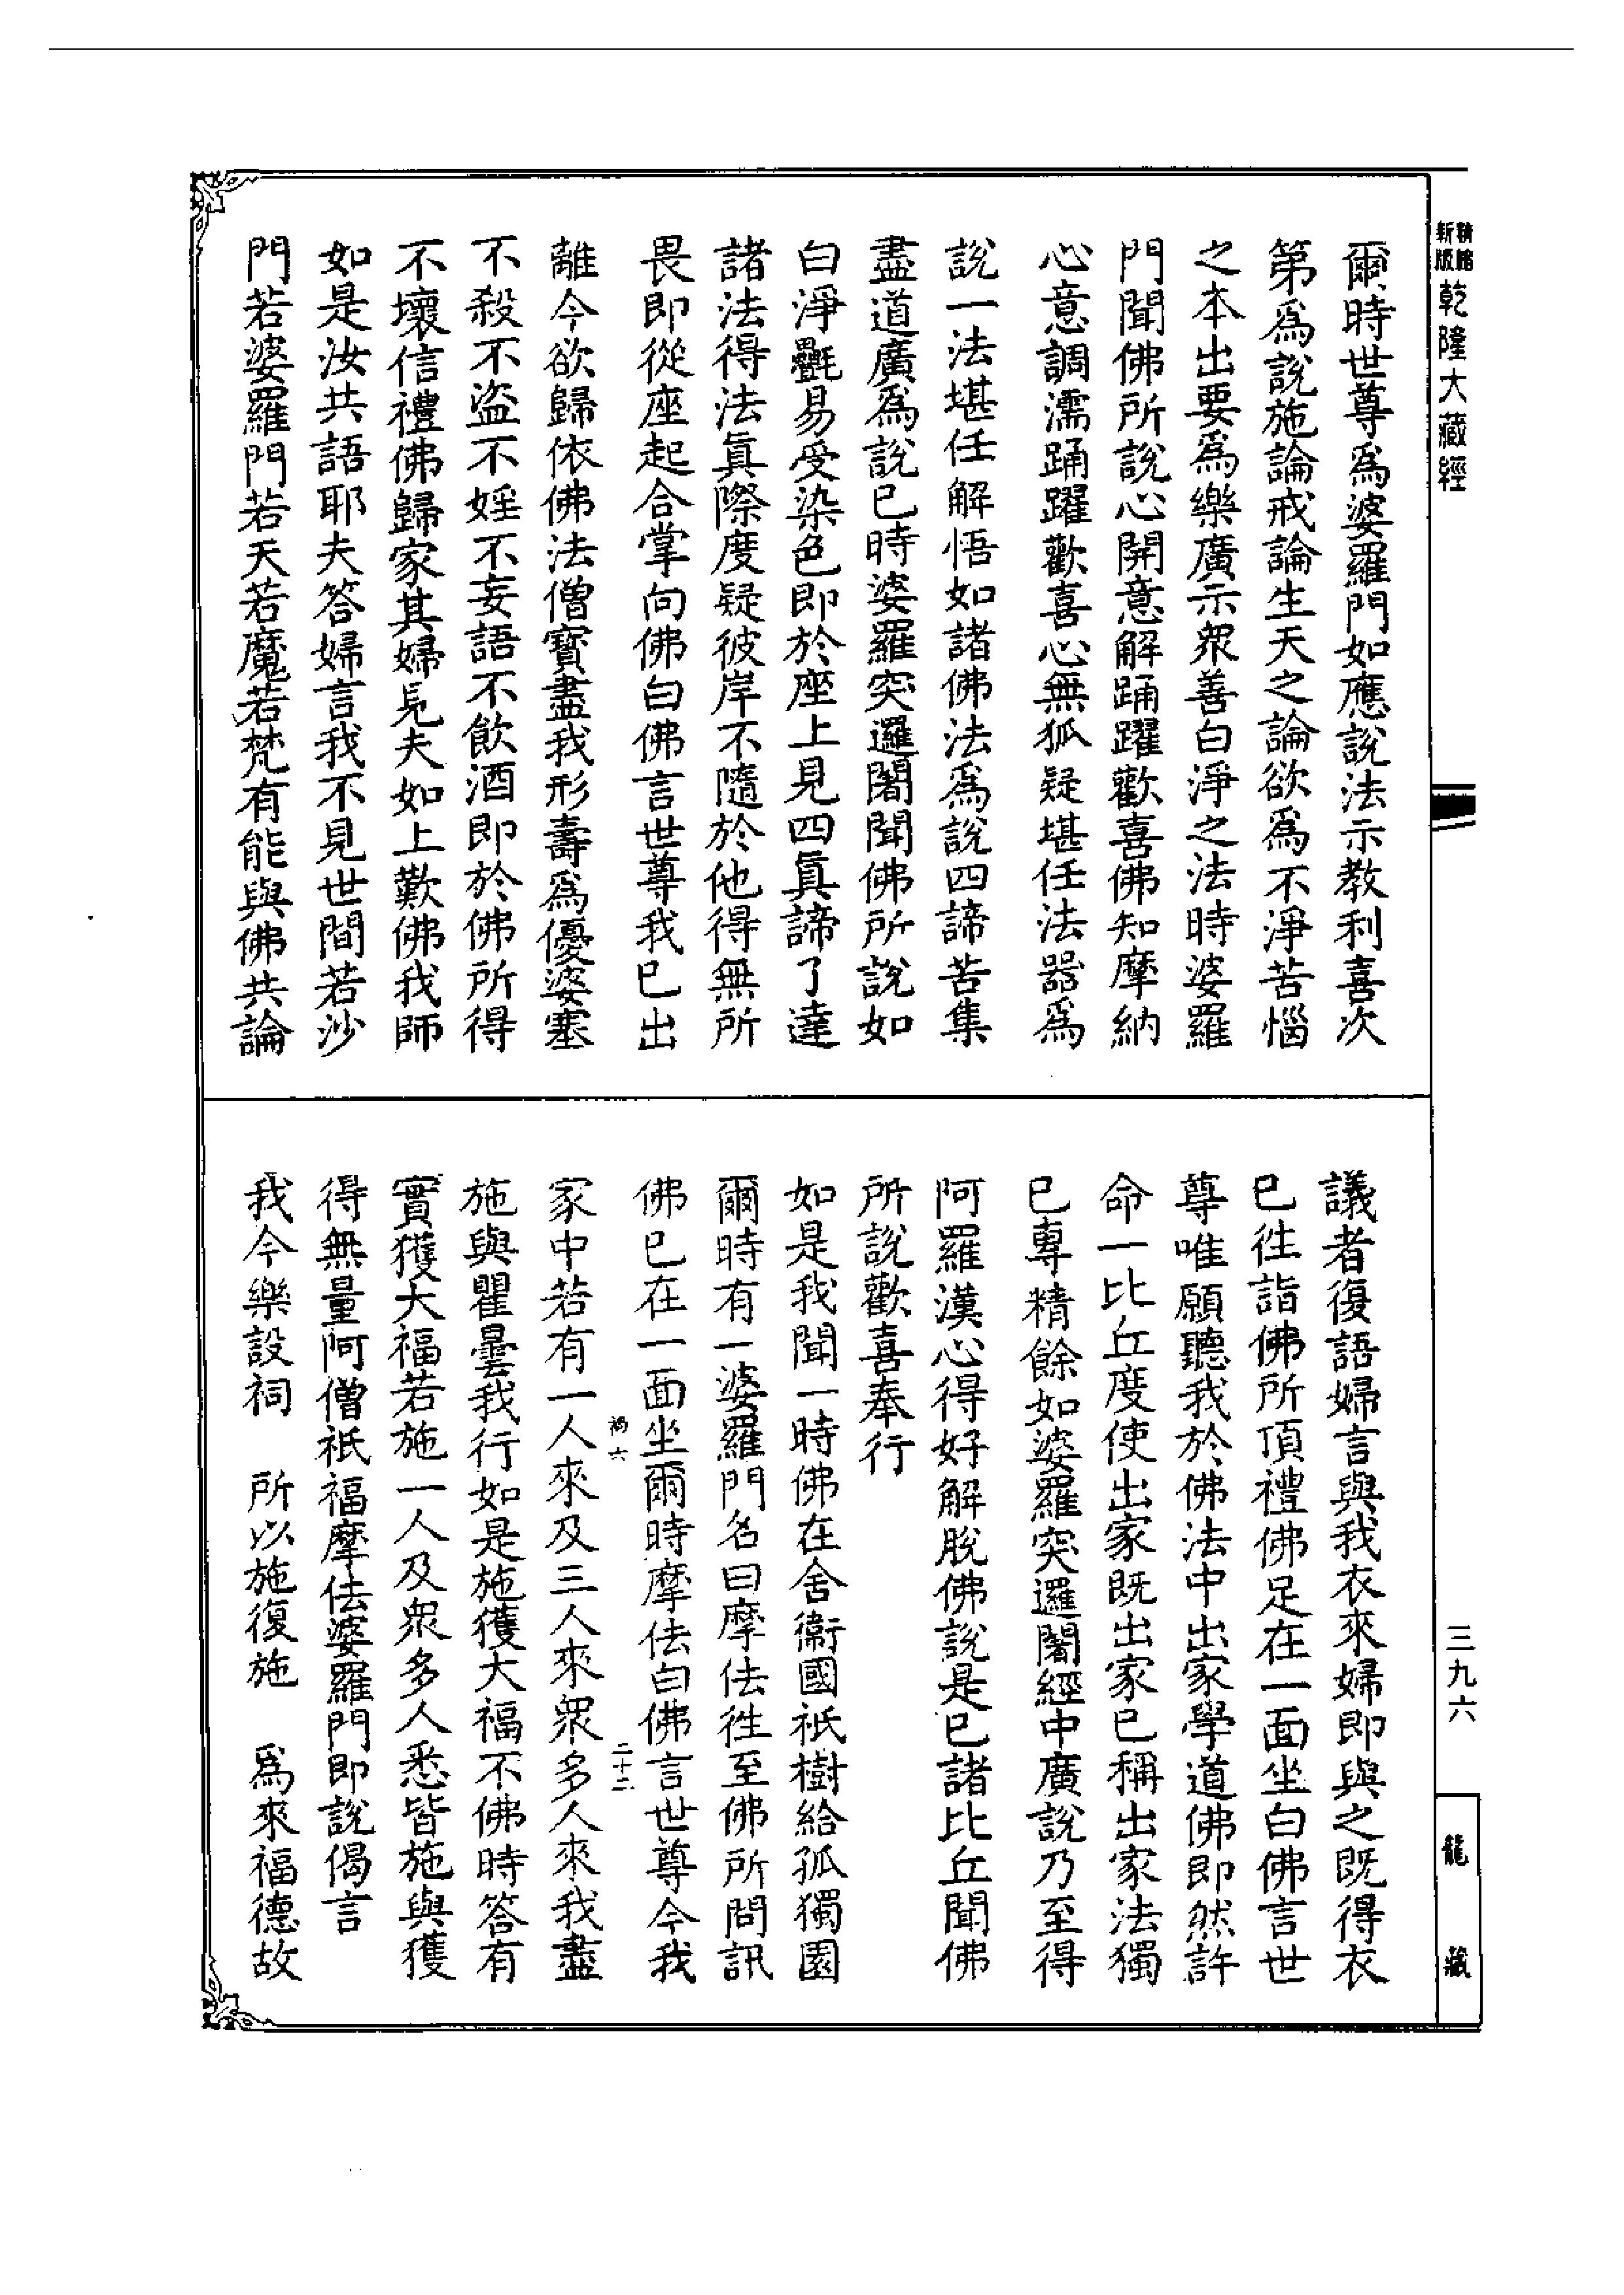 精縮新版乾隆大藏經
三九六
龍藏
爾時世尊爲婆羅門如應說法示教利喜次
第爲說施論戒論生天之論欲爲不淨苦惱
之本出要爲樂廣示衆善白淨之法時婆羅
門聞佛所說心開意解踊躍歡喜佛知摩納
心意調濡踊躍歡喜心無狐疑堪任法器爲
說一法堪任解悟如諸佛法爲說四諦苦集
盡道廣爲說已時婆羅突邏闍聞佛所說如
白淨㲲易受染色即於座上見四真諦了達
諸法得法眞際度疑彼岸不隨於他得無所
畏即從座起合掌向佛白佛言世尊我已出
離今欲歸依佛法僧寶盡我形壽爲優婆塞
不殺不盜不婬不妄語不飲酒即於佛所得
不壞信禮佛歸家其婦見夫如上歎佛我師
如是汝共語耶夫答婦言我不見世間若沙
門若婆羅門若天若魔若梵有能與佛共論
議者復語婦言與我衣來婦即與之既得衣
已往詣佛所頂禮佛足在一面坐白佛言世
尊唯願聽我於佛法中出家學道佛即然許
命一比丘度使出家既出家已稱出家法獨
已專精餘如婆羅突邏闍經中廣說乃至得
阿羅漢心得好解脫佛說是已諸比丘聞佛
所說歡喜奉行
如是我聞一時佛在舍衞國祇樹給孤獨園
爾時有一婆羅門名曰摩佉往至佛所問訊
佛已在一面坐爾時摩佉白佛言世尊今我
六 二十二
家中若有一人來及三人來衆多人來我盡
施與瞿曇我行如是施獲大福不佛時答有
實獲大福若施一人及衆多人悉皆施與獲
得無量阿僧祇福摩佉婆羅門即說偈言
我今樂設祠 所以施復施 爲來福德故